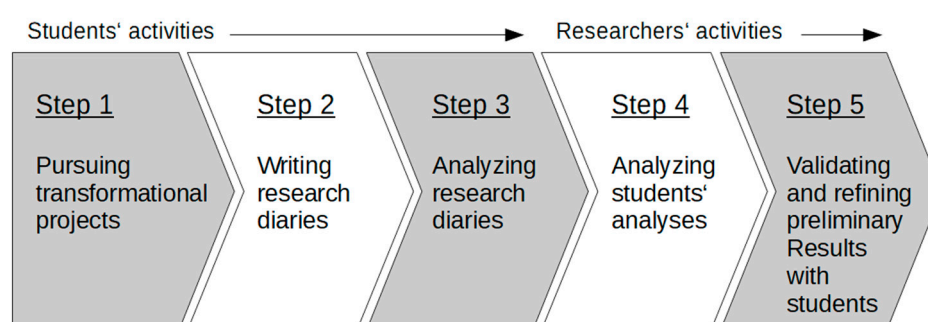 Students‘ activities
Researchers‘ activities
Step 1
Pursuing
transformational
projects
Step 2
Writing
research
diaries
Step 3
Analyzing
research
diaries
Step 4
Analyzing
students‘
analyses
Step 5
Validating
and refining
preliminary
Results
with
students